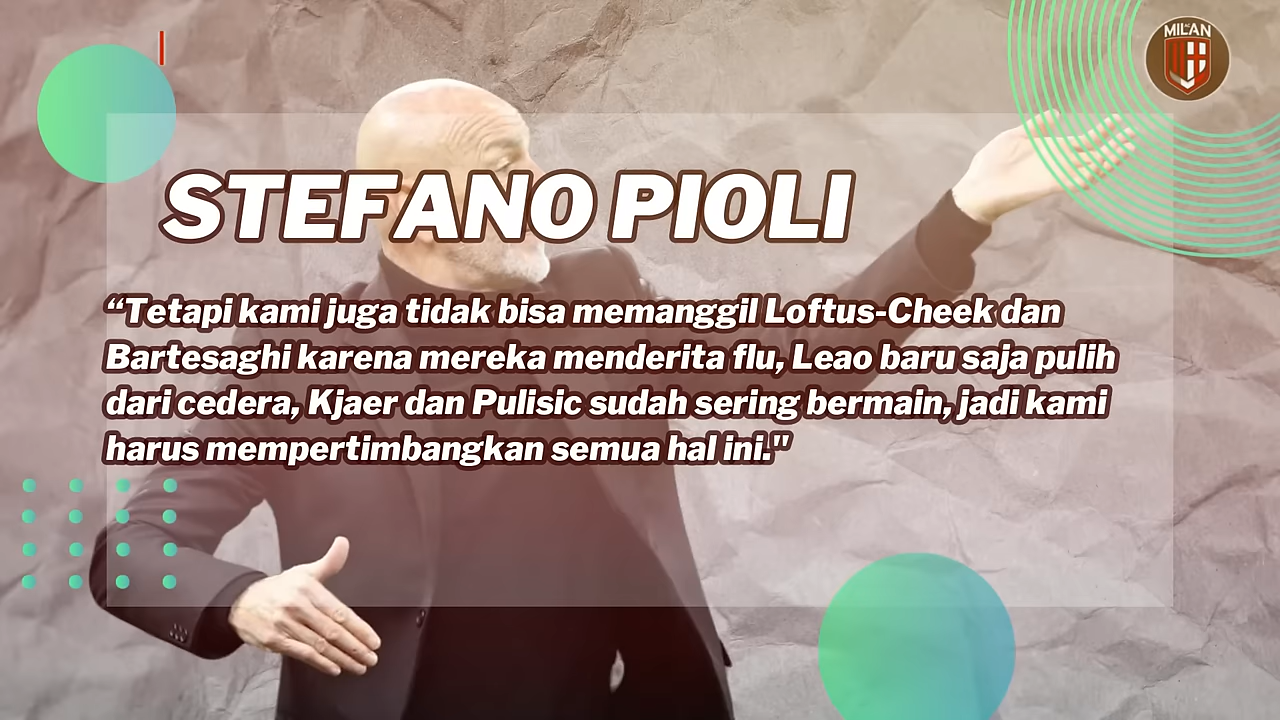 MILAN
STEFANO PIOLI
“Tetapi kami juga tidak bisa memanggil Loftus-Cheek dan
Bartesaghi karena mereka menderita flu, Leao baru saja pulih
dari cedera, Kjaer dan Pulisic sudah sering bermain, jadi kami
harus mempertimbangkan semua hal ini."